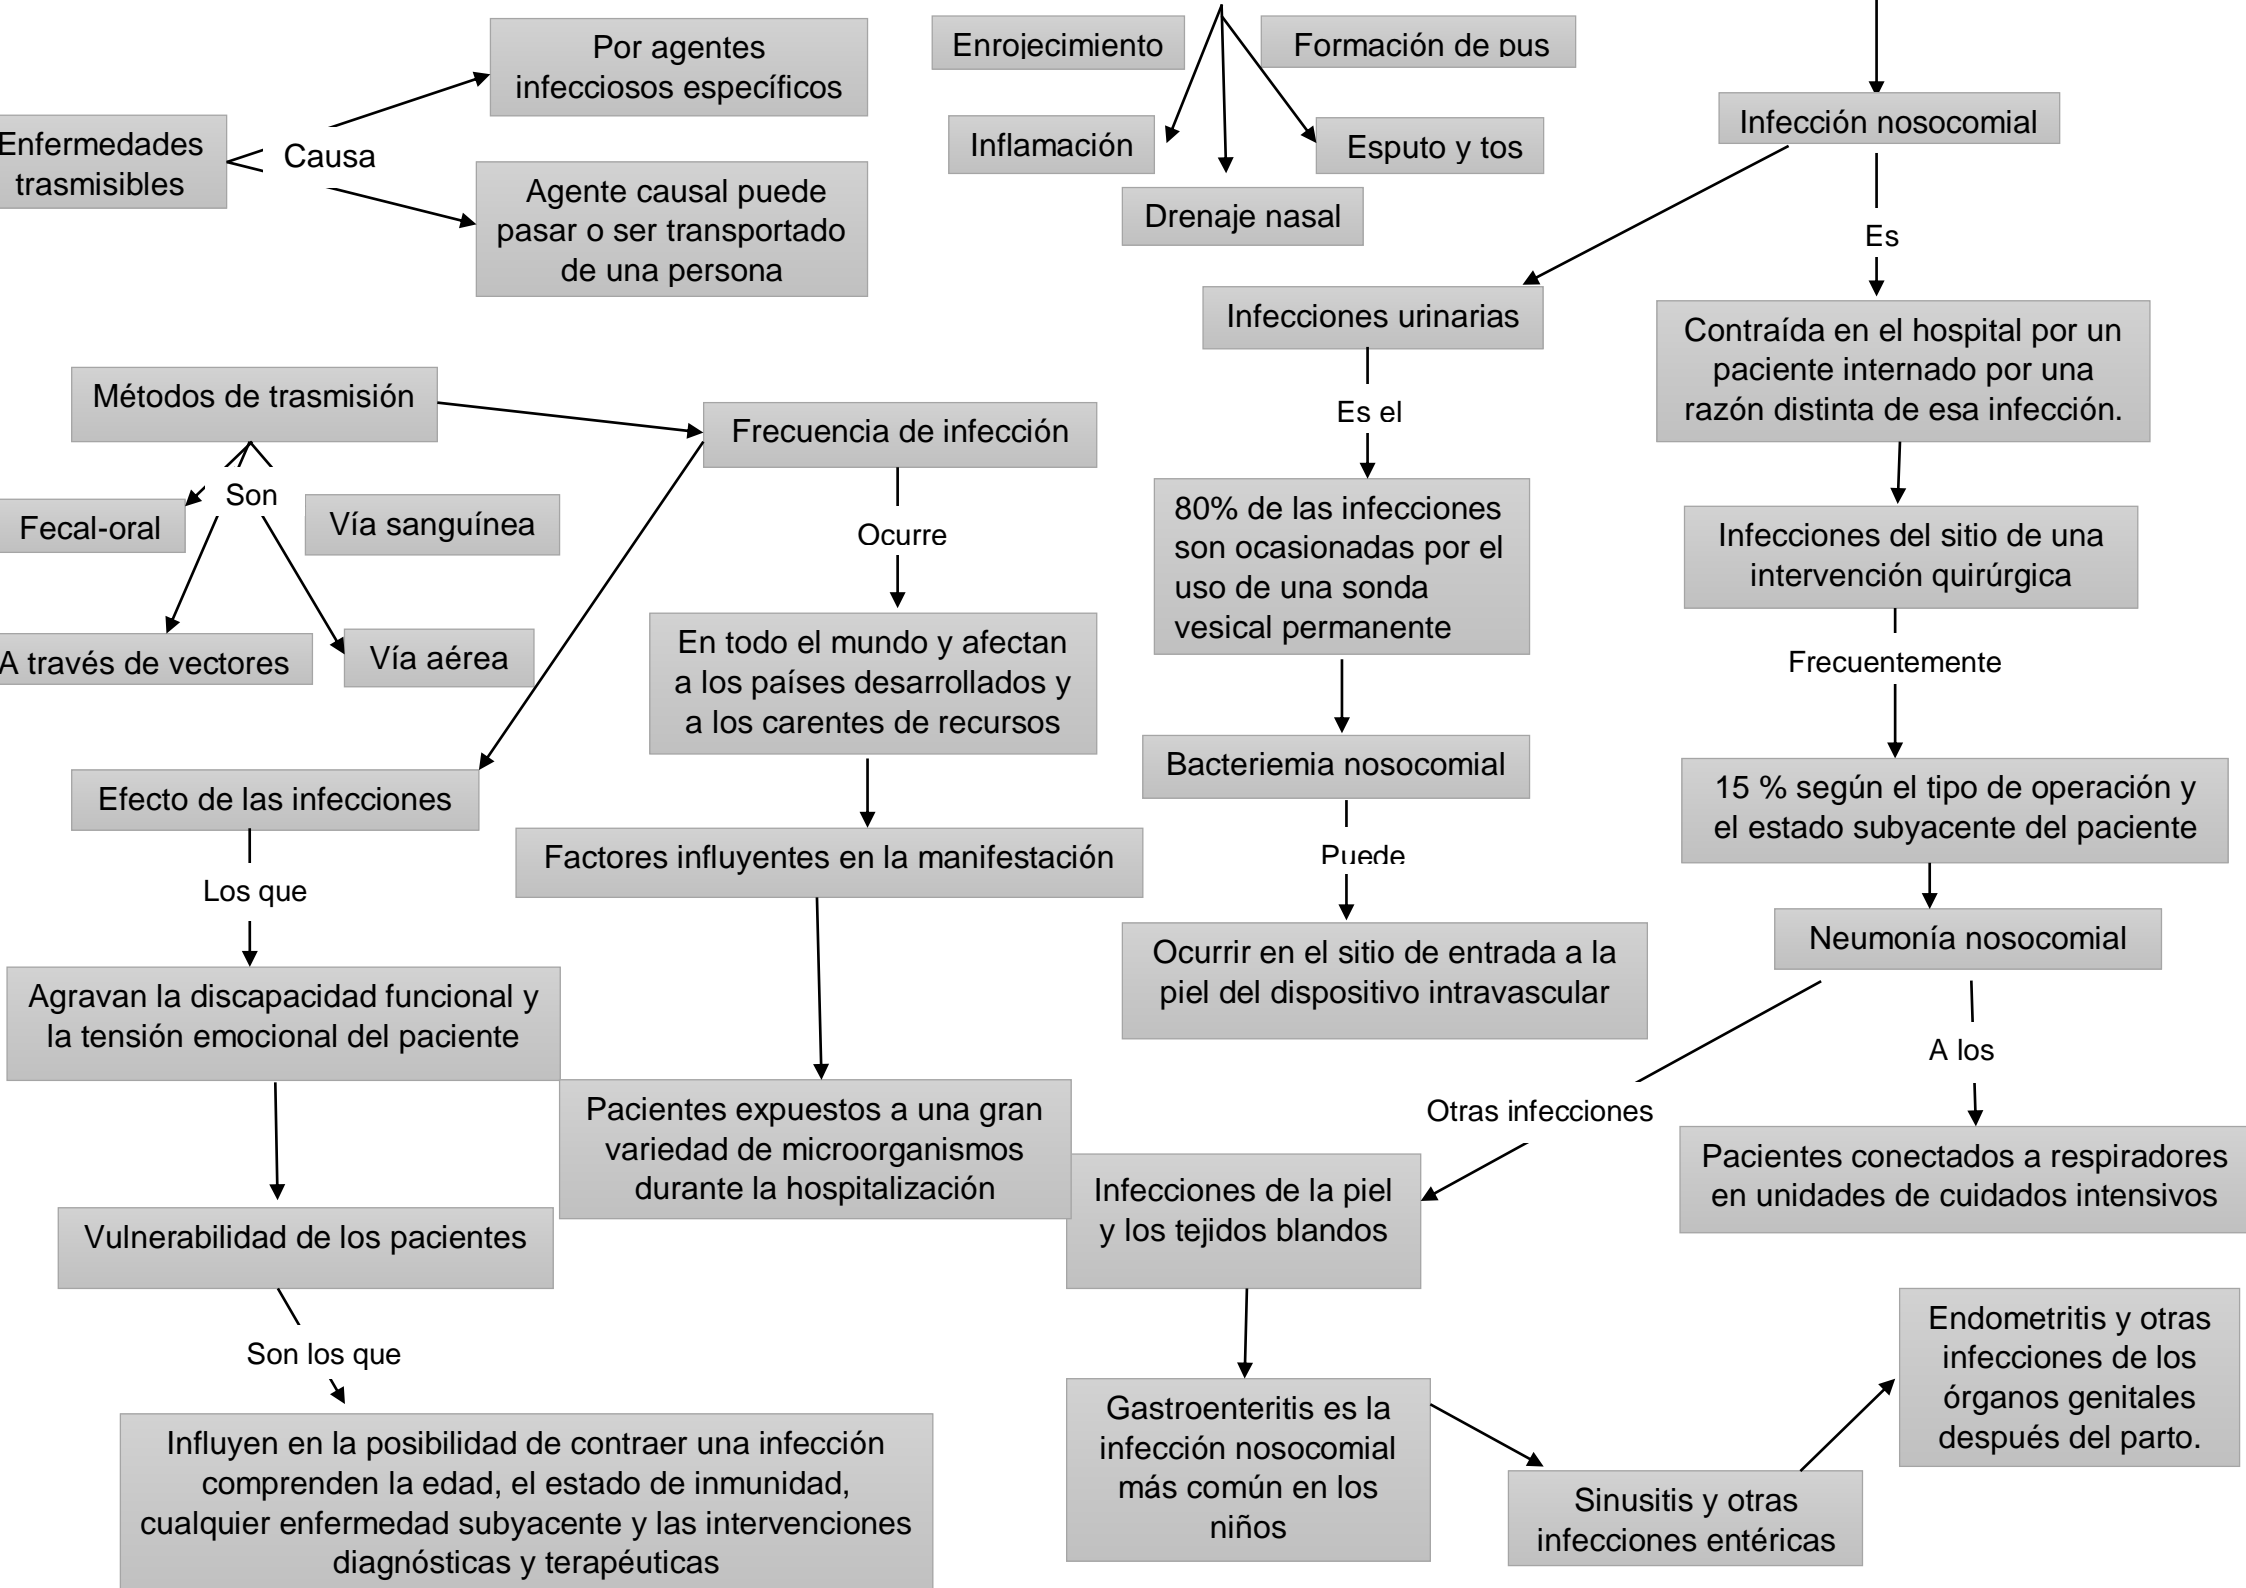 Por agentes
infecciosos específicos
Enfermedades
trasmisibles
Causa
Agente causal puede
pasar o ser transportado
de una persona
Enrojecimiento
Formación de pus
Inflamación
Esputo y tos
Drenaje nasal
Infección nosocomial
Es
Infecciones urinarias
Contraída en el hospital por un
paciente internado por una
razón distinta de esa infección.
Métodos de trasmisión
Frecuencia de infección
Es el
Son
Fecal-oral
Vía sanguínea
Ocurre
80% de las infecciones
son ocasionadas por el
uso de una sonda
vesical permanente
Infecciones del sitio de una
intervención quirúrgica
A través de vectores
Vía aérea
En todo el mundo y afectan
a los países desarrollados y
a los carentes de recursos
Frecuentemente
Bacteriemia nosocomial
15 % según el tipo de operación y
el estado subyacente del paciente
Efecto de las infecciones
Factores influyentes en la manifestación
Puede
Los que
Ocurrir en el sitio de entrada a la
piel del dispositivo intravascular
Neumonía nosocomial
Agravan la discapacidad funcional y
la tensión emocional del paciente
A los
Otras infecciones
Pacientes expuestos a una gran
variedad de microorganismos
durante la hospitalización
Infecciones de la piel
y los tejidos blandos
Pacientes conectados a respiradores
en unidades de cuidados intensivos
Vulnerabilidad de los pacientes
Son los que
Influyen en la posibilidad de contraer una infección
comprenden la edad, el estado de inmunidad,
cualquier enfermedad subyacente y las intervenciones
diagnósticas y terapéuticas
Gastroenteritis es la
infección nosocomial
más común en los
niños
Sinusitis y otras
infecciones entéricas
Endometritis y otras
infecciones de los
órganos genitales
después del parto.